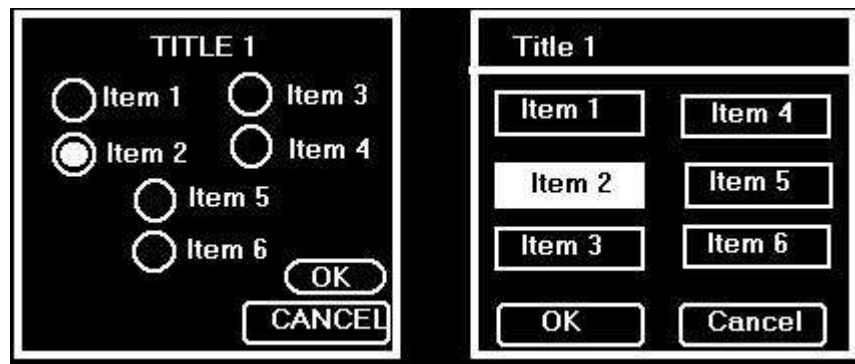 TITLE 1
Item 1 Item 3
Item 2 Item 4
Item 5
Item 6
OK
CANCEL
Title 1
Item 1 Item 4
Item 2 Item 5
Item 3 Item 6
OK Cancel